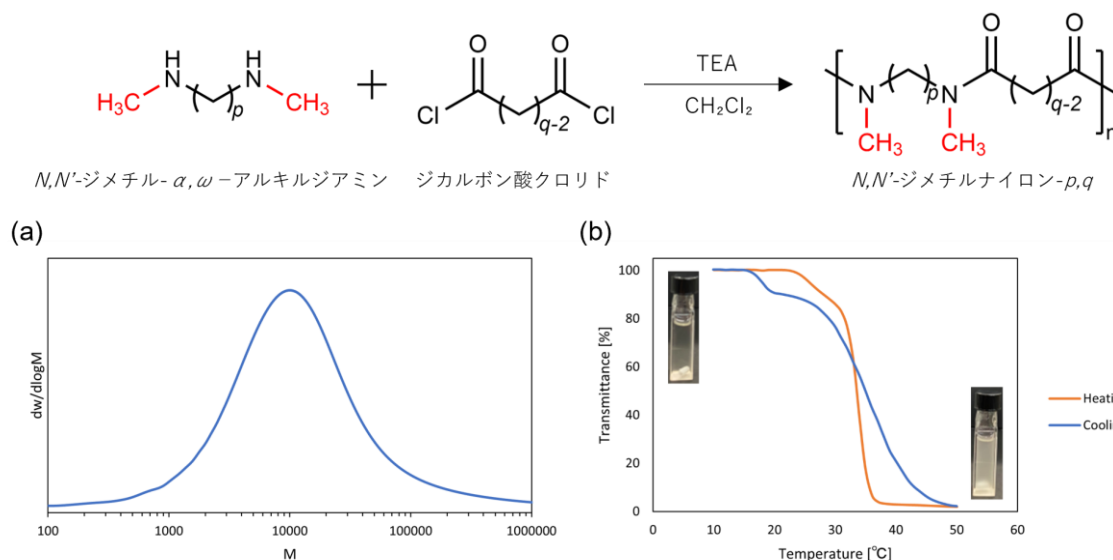 H
N
H₃C
( )p
H
N
CH₃
+
O
O
Cl
( )q-2
Cl
TEA
CH₂Cl₂
N
CH₃
( )p
N
CH₃
O
( )q-2
O
n
N,N'-ジメチル-α,ω－アルキルジアミン
ジカルボン酸クロリド
N,N'-ジメチルナイロン-p,q
(a)
dw/dlogM
100 1000 10000 100000 1000000
M
(b)
Transmittance [%]
100
80
60
40
20
0
0 10 20 30 40 50 60
Temperature [℃]
Heati
Coolin